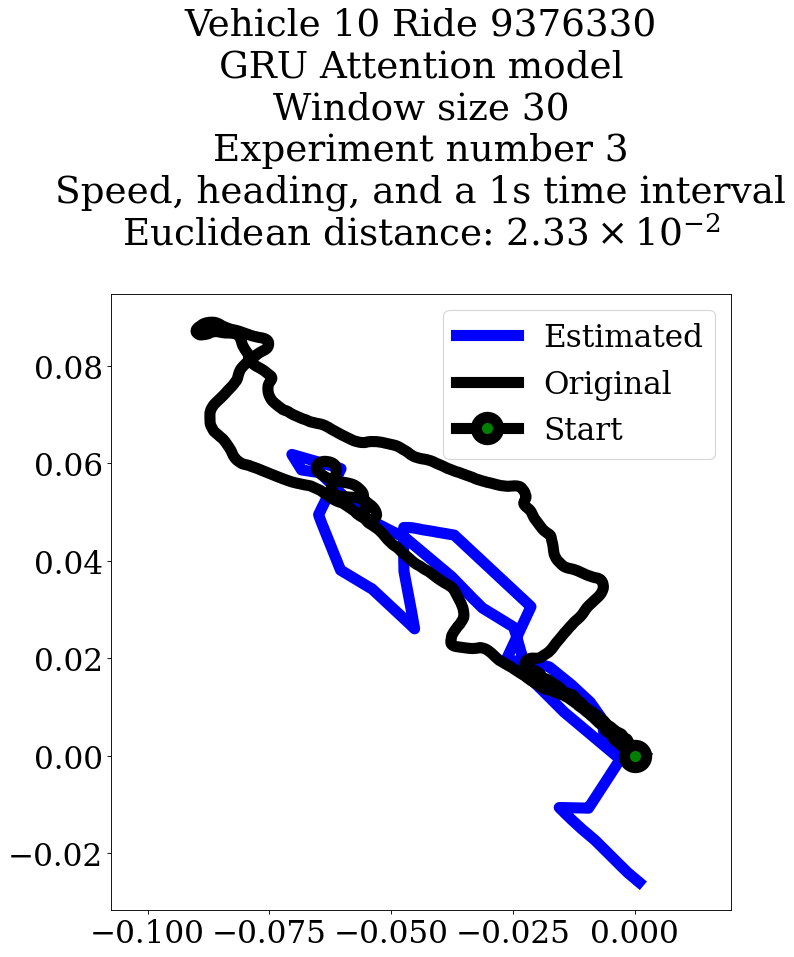 Vehicle 10 Ride 9376330
GRU Attention model
Window size 30
Experiment number 3
Speed, heading, and a 1s time interval
Euclidean distance: 2.33 × 10⁻²
Estimated
Original
Start
0.08
0.06
0.04
0.02
0.00
−0.02
−0.100 −0.075 −0.050 −0.025 0.000